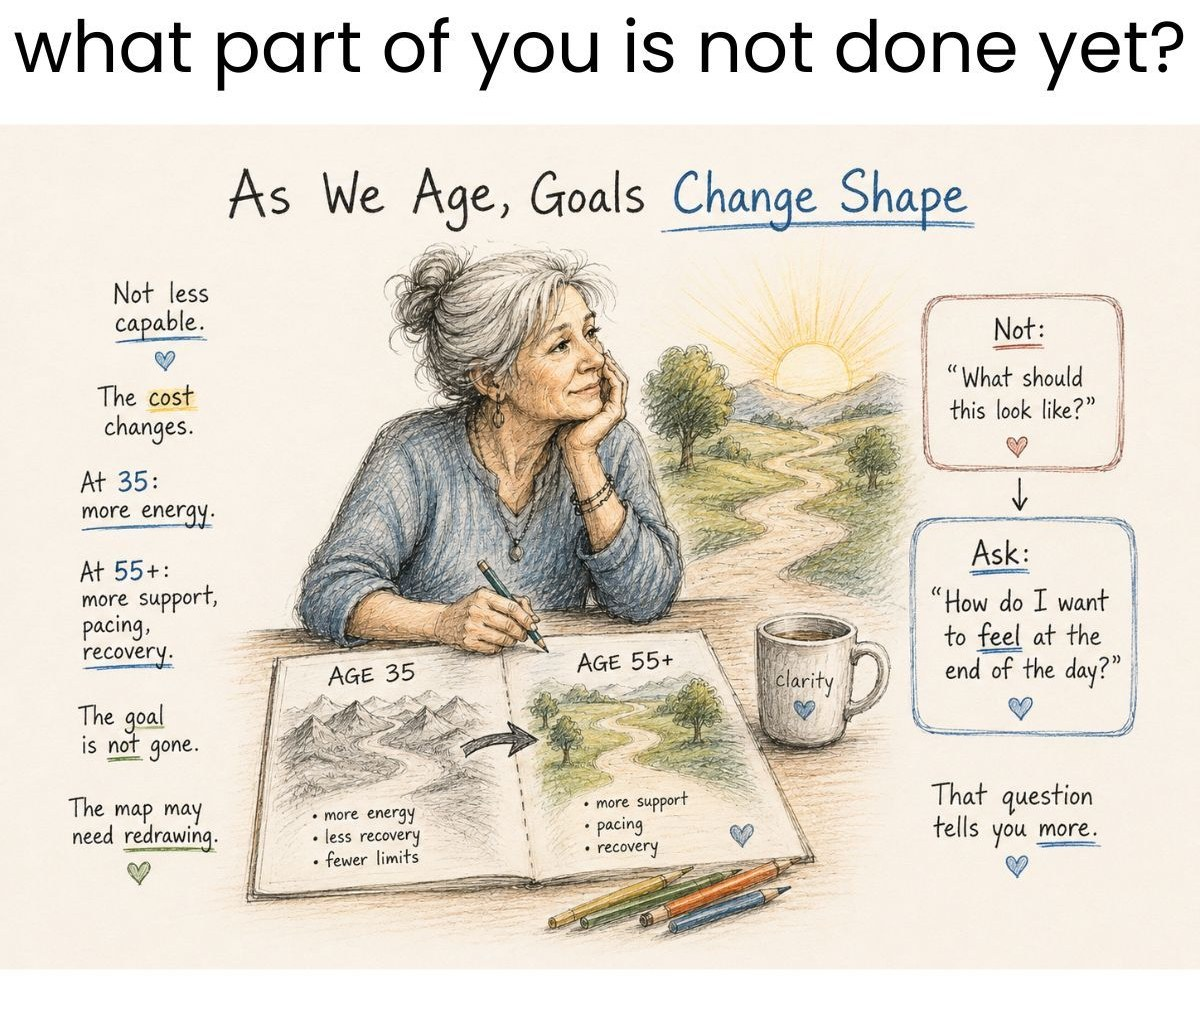 what part of you is not done yet?
As We Age, Goals Change Shape
Not less
capable.
The cost
changes.
At 35:
more energy.
At 55+:
more support,
pacing,
recovery.
The goal
is not gone.
The map may
need redrawing.
AGE 35
• more energy
• less recovery
• fewer limits
AGE 55+
• more support
• pacing
• recovery
clarity
Not:
“What should
this look like?”
Ask:
“How do I want
to feel at the
end of the day?”
That question
tells you more.